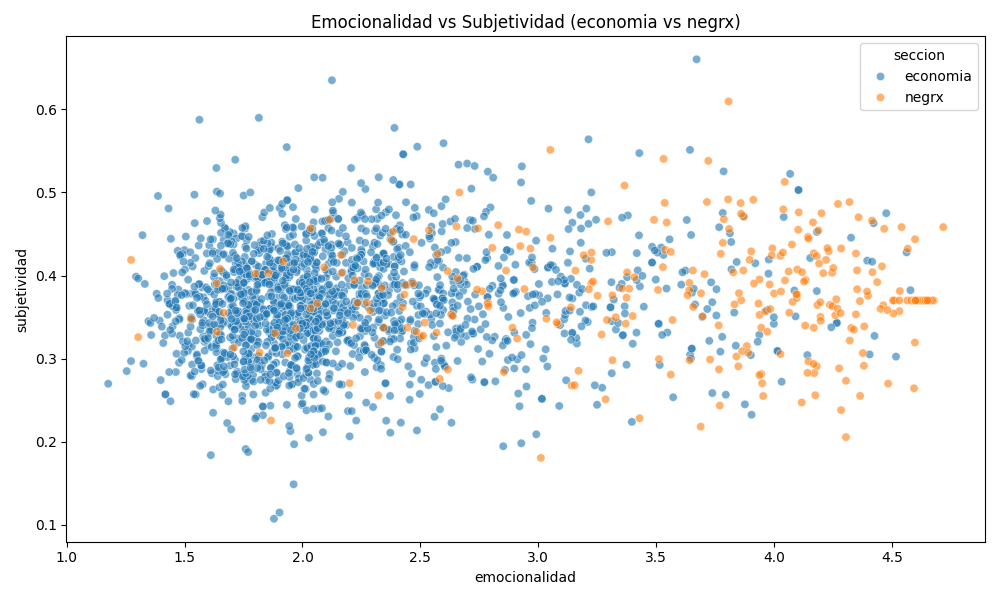 Emocionalidad vs Subjetividad (economia vs negrx)
seccion
economia
negrx
subjetividad
0.6
0.5
0.4
0.3
0.2
0.1
1.0 1.5 2.0 2.5 3.0 3.5 4.0 4.5
emocionalidad